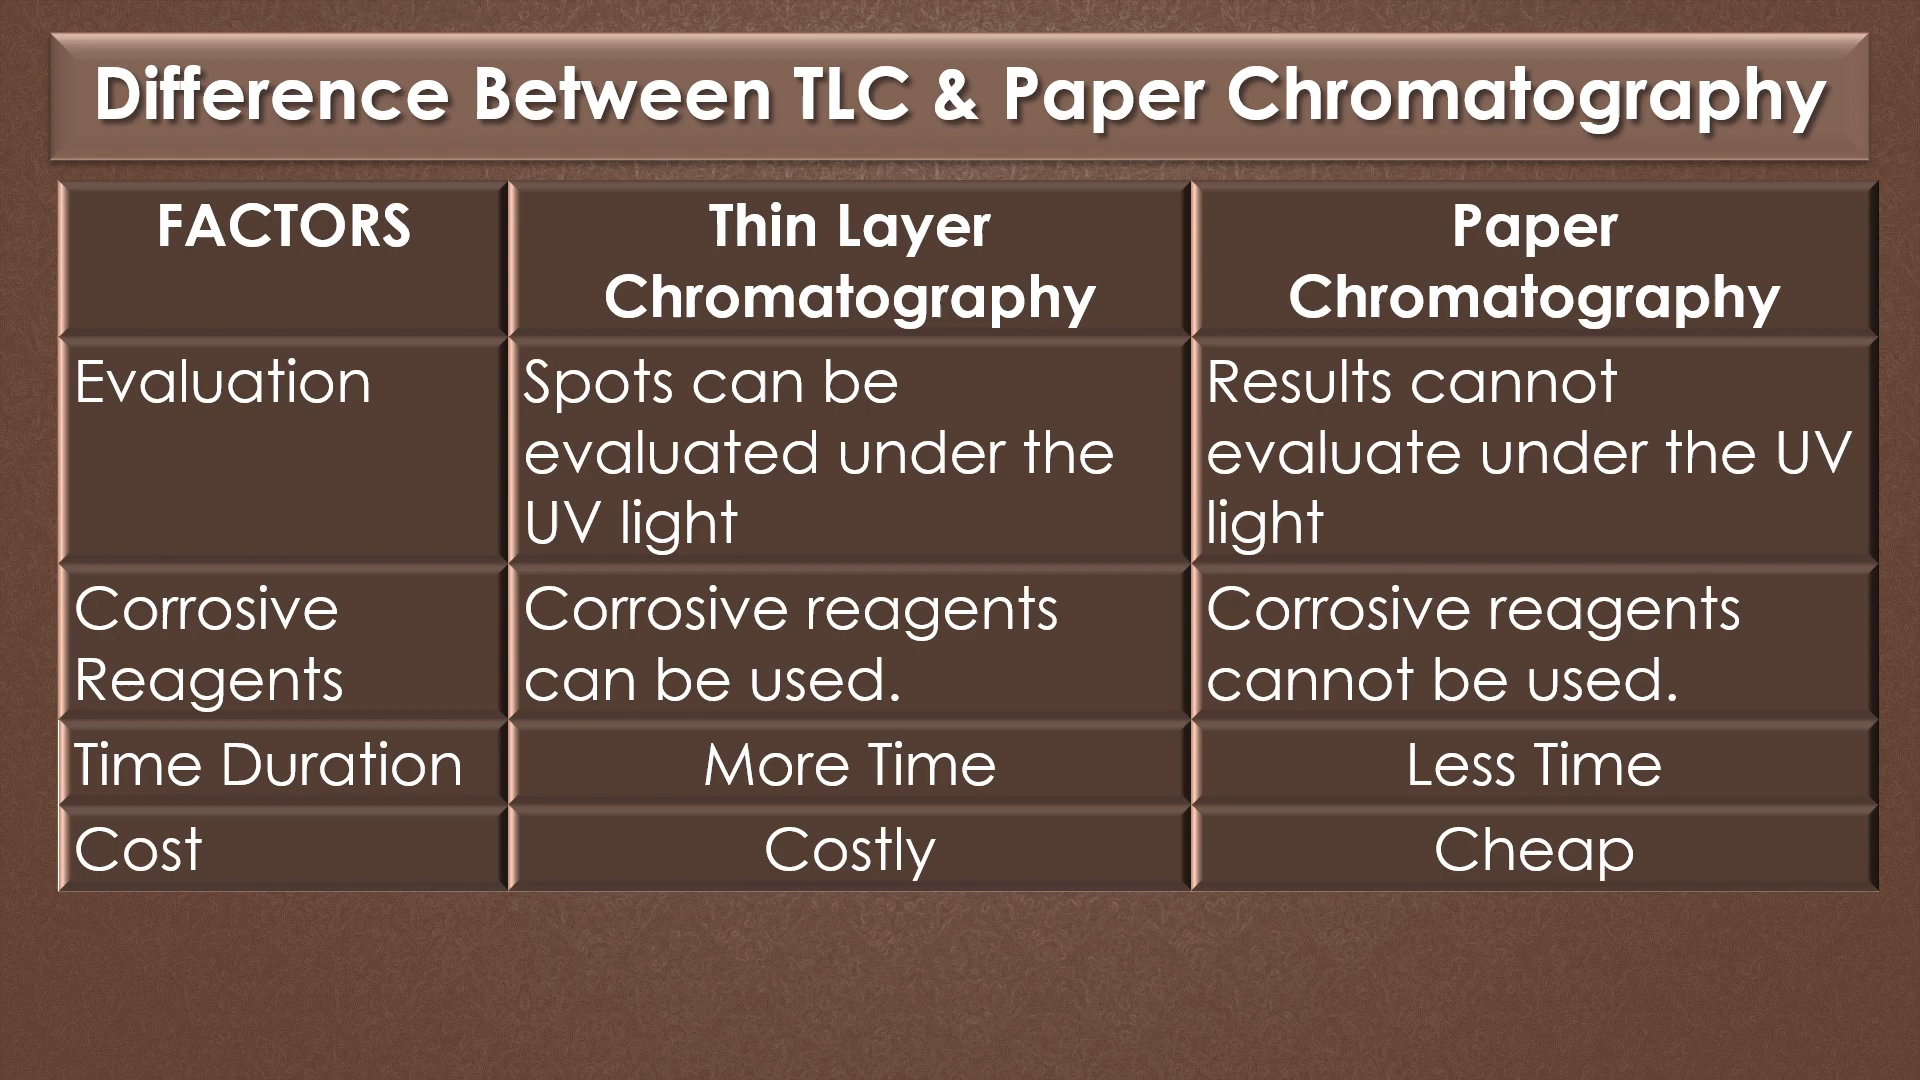 Difference Between TLC & Paper Chromatography
FACTORS
Thin Layer
Chromatography
Paper
Chromatography
Evaluation
Spots can be
evaluated under the
UV light
Results cannot
evaluate under the UV
light
Corrosive
Reagents
Corrosive reagents
can be used.
Corrosive reagents
cannot be used.
Time Duration
More Time
Less Time
Cost
Costly
Cheap